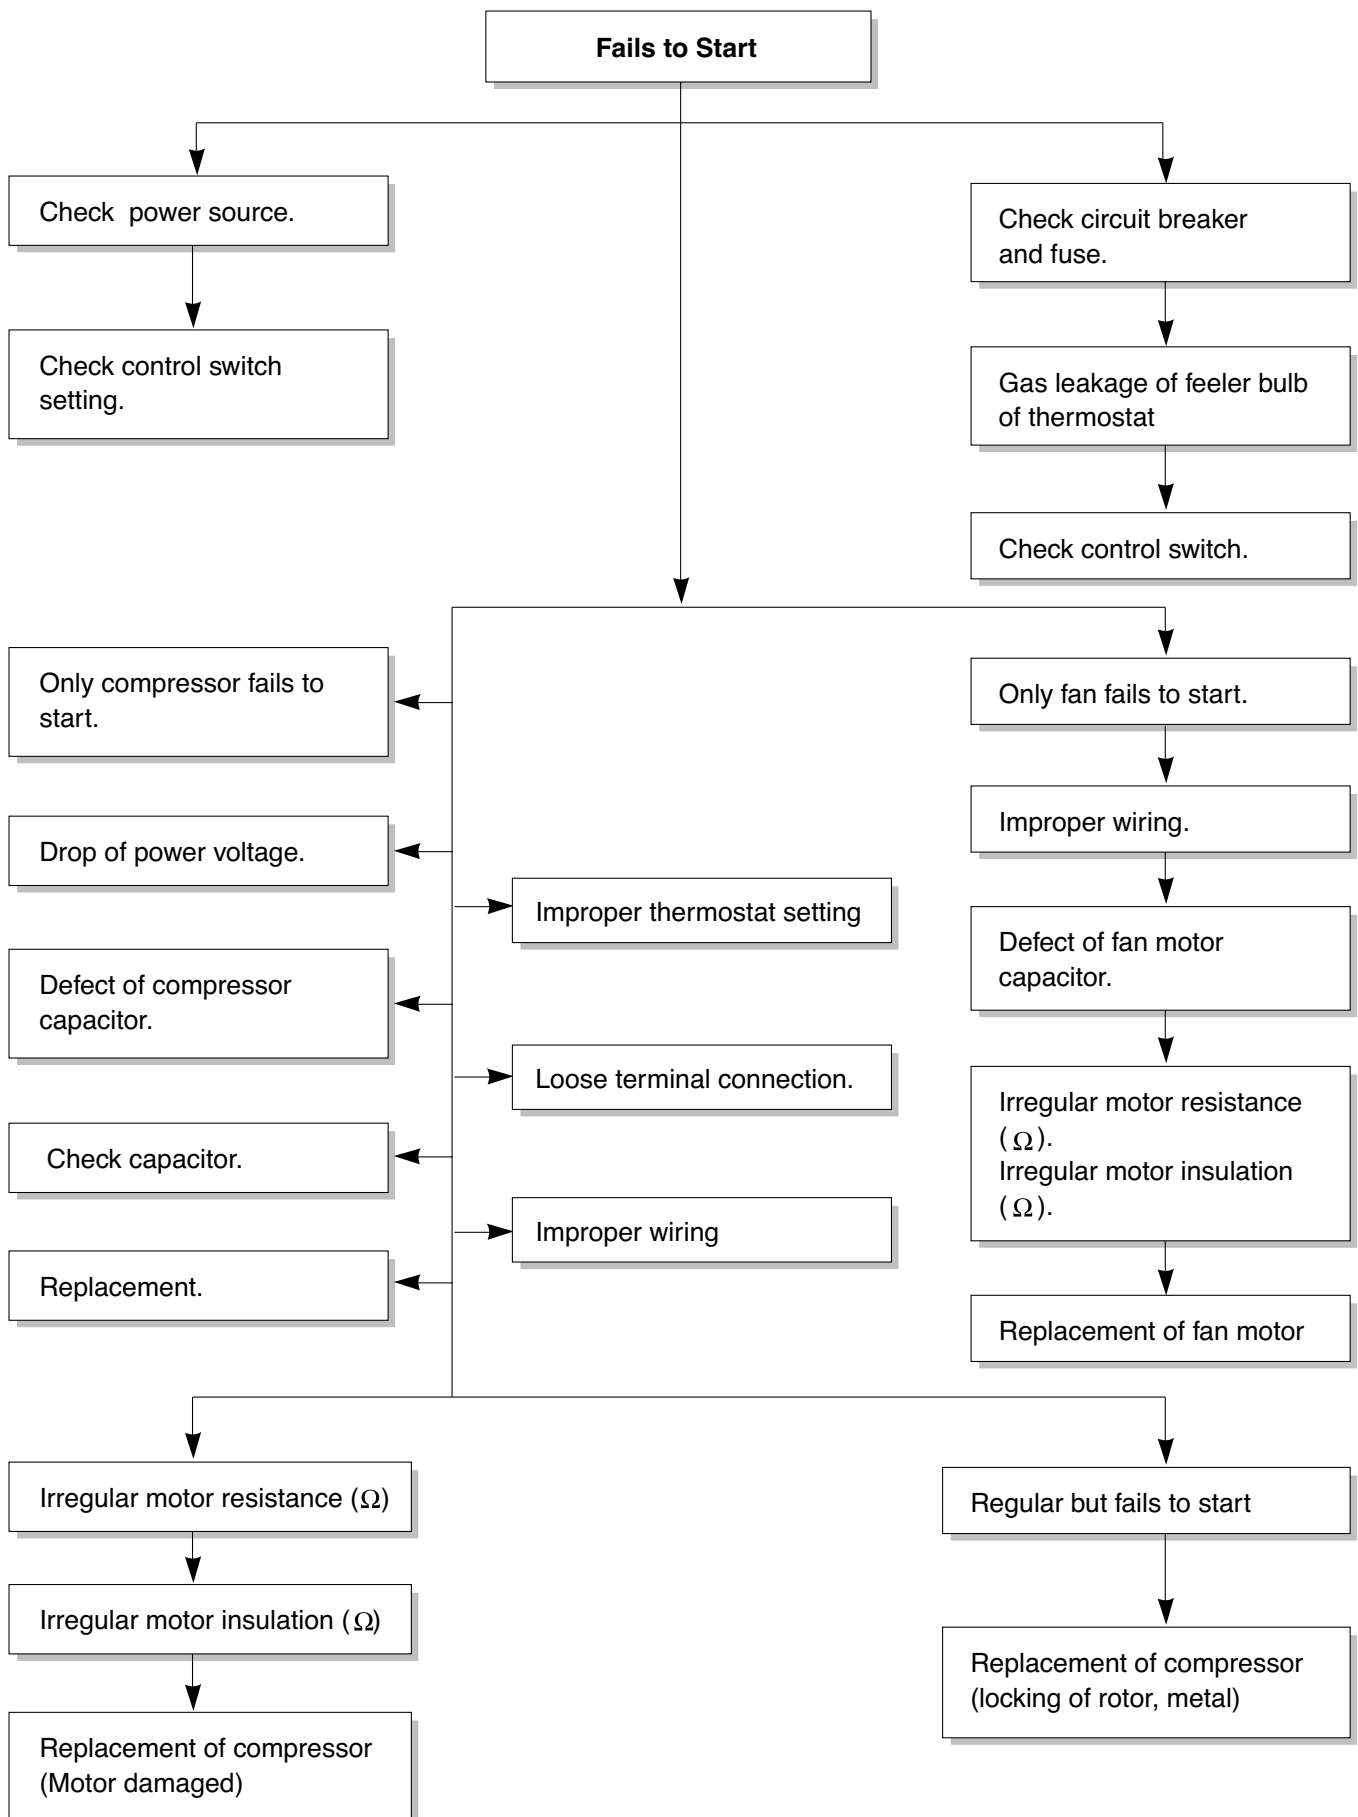 Fails to Start
Check power source.
Check circuit breaker
and fuse.
Check control switch
setting.
Gas leakage of feeler bulb
of thermostat
Check control switch.
Only compressor fails to
start.
Only fan fails to start.
Drop of power voltage.
Improper wiring.
Improper thermostat setting
Defect of fan motor
capacitor.
Defect of compressor
capacitor.
Loose terminal connection.
Irregular motor resistance
(Ω).
Irregular motor insulation
(Ω).
Check capacitor.
Improper wiring
Replacement.
Replacement of fan motor
Irregular motor resistance (Ω)
Regular but fails to start
Irregular motor insulation (Ω)
Replacement of compressor
(locking of rotor, metal)
Replacement of compressor
(Motor damaged)